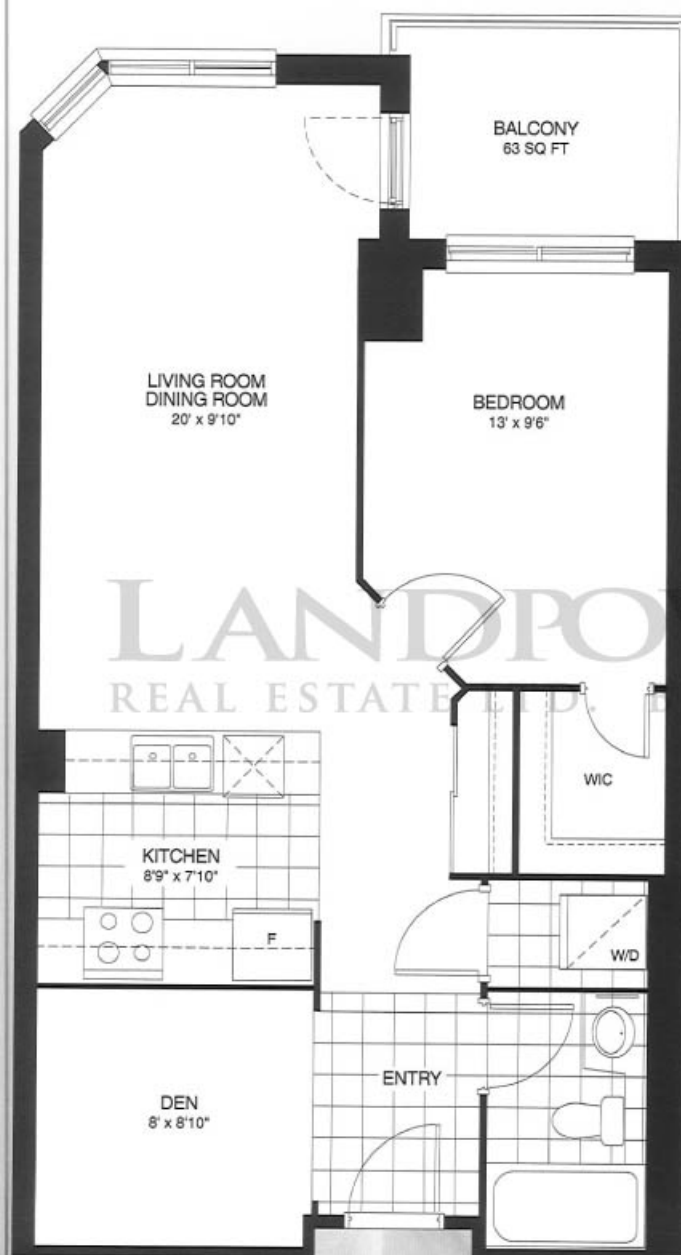 BALCONY
63 SQ FT
LIVING ROOM
DINING ROOM
20' x 9'10"
BEDROOM
13' x 9'6"
REAL ESTATE LTD.
WIC
KITCHEN
8'9" x 7'10"
F
W/D
ENTRY
DEN
8' x 8'10"